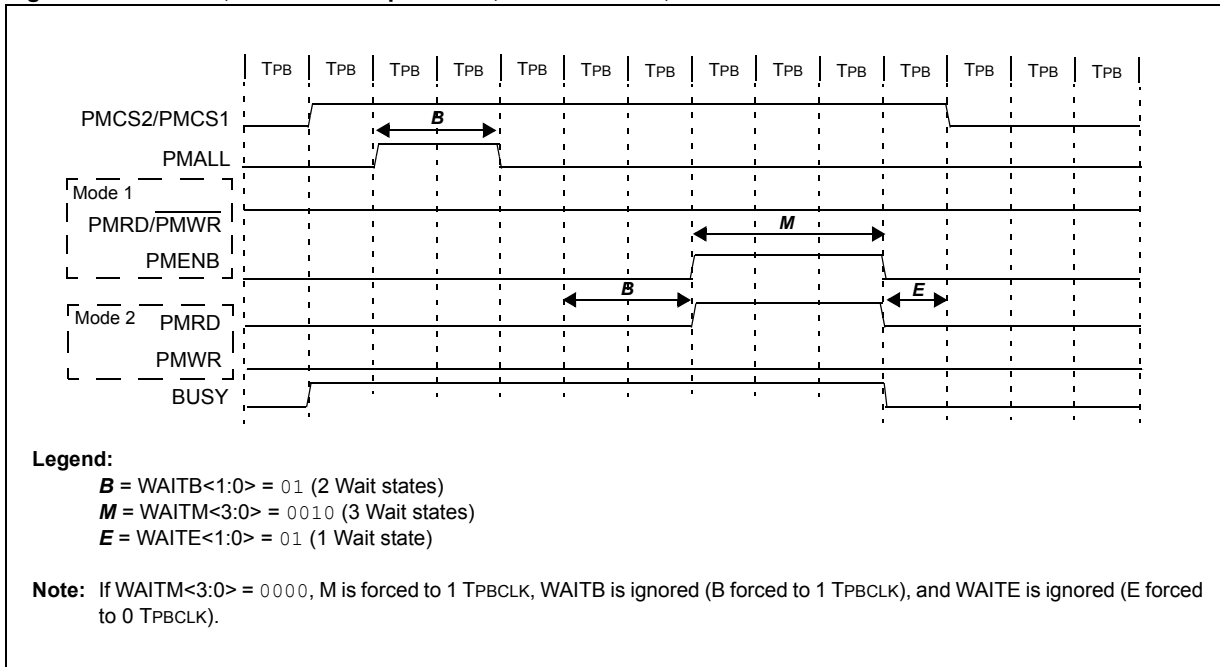 TPB TPB TPB TPB TPB TPB TPB TPB TPB TPB TPB TPB TPB TPB
PMCS2/PMCS1
B
PMALL
Mode 1
PMRD/PMWR
M
PMENB
B
E
Mode 2
PMRD
PMWR
BUSY
Legend:
B = WAITB<1:0> = 01 (2 Wait states)
M = WAITM<3:0> = 0010 (3 Wait states)
E = WAITE<1:0> = 01 (1 Wait state)
Note: If WAITM<3:0> = 0000, M is forced to 1 TPBCLK, WAITB is ignored (B forced to 1 TPBCLK), and WAITE is ignored (E forced
to 0 TPBCLK).